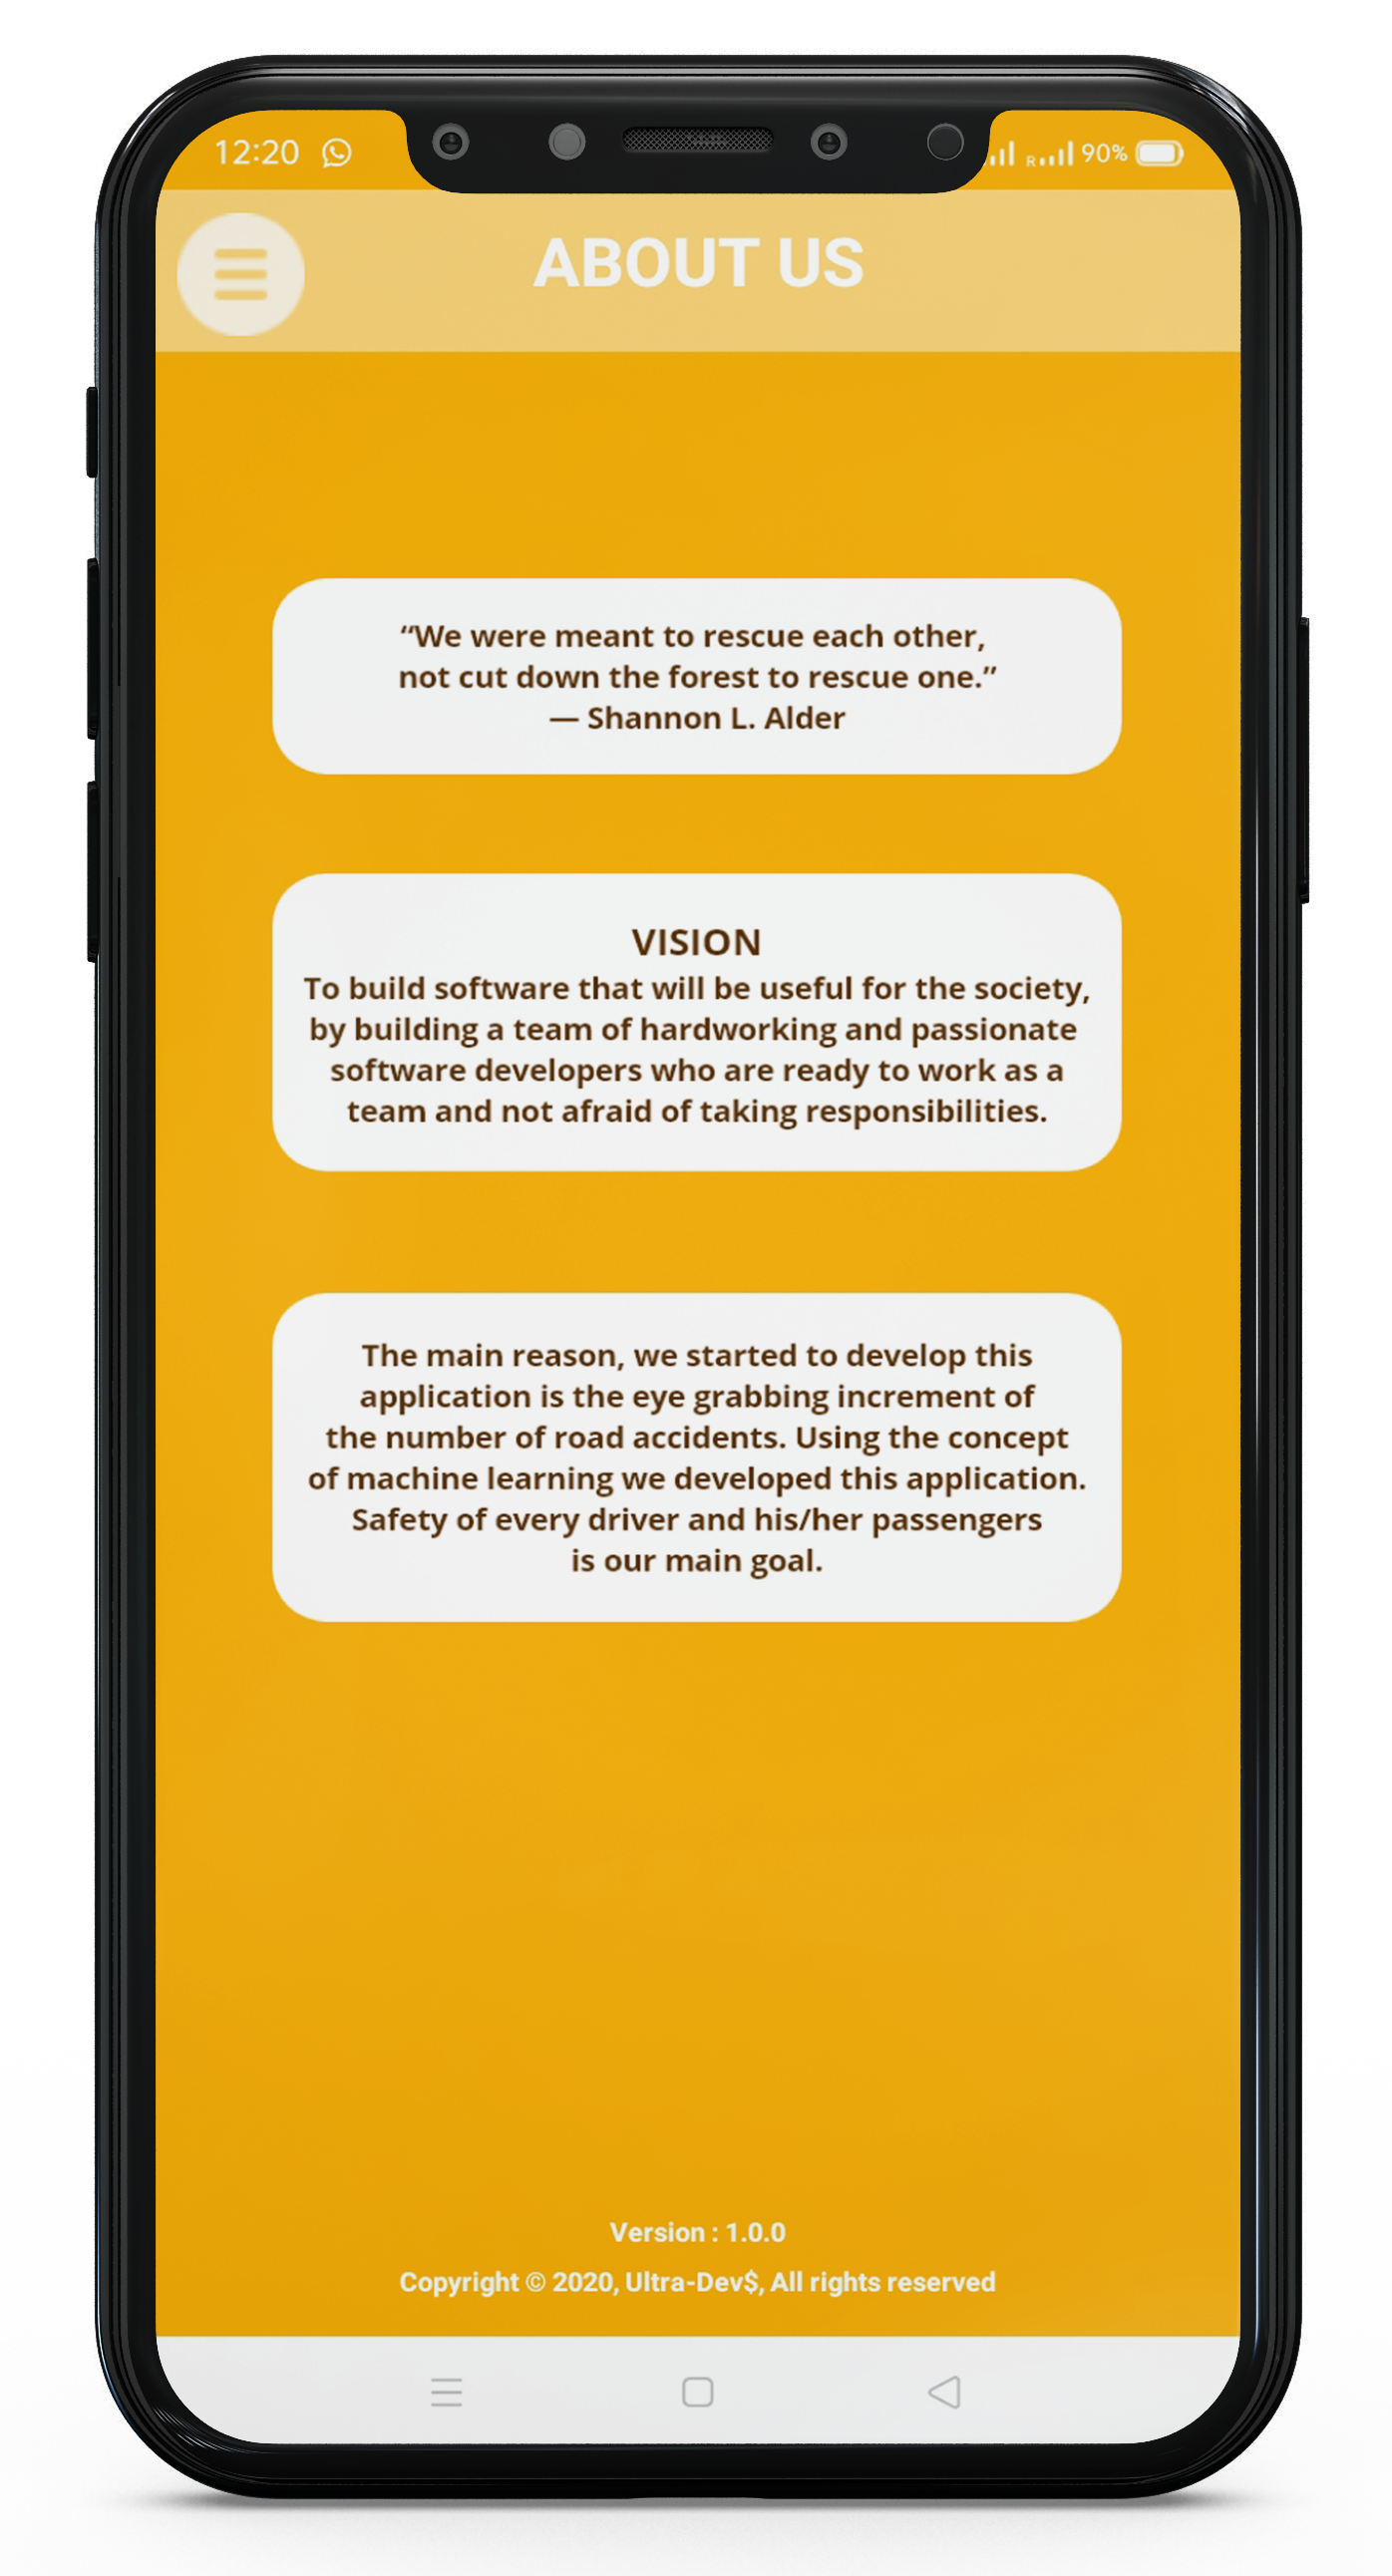 12:20
R 90%
ABOUT US
“We were meant to rescue each other,
not cut down the forest to rescue one.”
— Shannon L. Alder
VISION
To build software that will be useful for the society,
by building a team of hardworking and passionate
software developers who are ready to work as a
team and not afraid of taking responsibilities.
The main reason, we started to develop this
application is the eye grabbing increment of
the number of road accidents. Using the concept
of machine learning we developed this application.
Safety of every driver and his/her passengers
is our main goal.
Version : 1.0.0
Copyright © 2020, Ultra-Dev$, All rights reserved